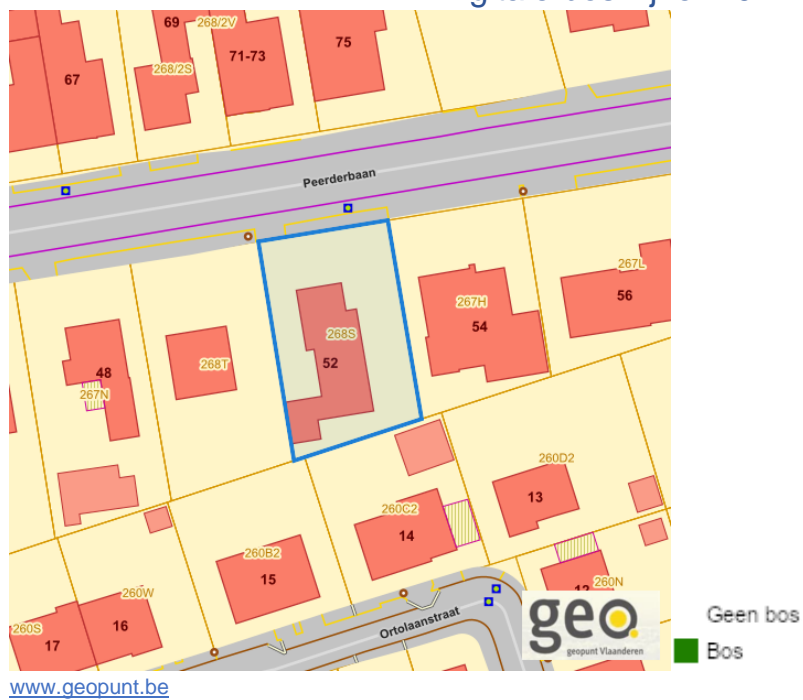 69
268/2V
75
71-73
67
268/2S
Peerderbaan
267L
56
267H
54
268S
52
268T
48
267N
260D2
13
260C2
14
260B2
15
260W
16
260S
17
12
260N
Ortolaanstraat
geo
geopunt Vlaanderen
Geen bos
Bos
www.geopunt.be